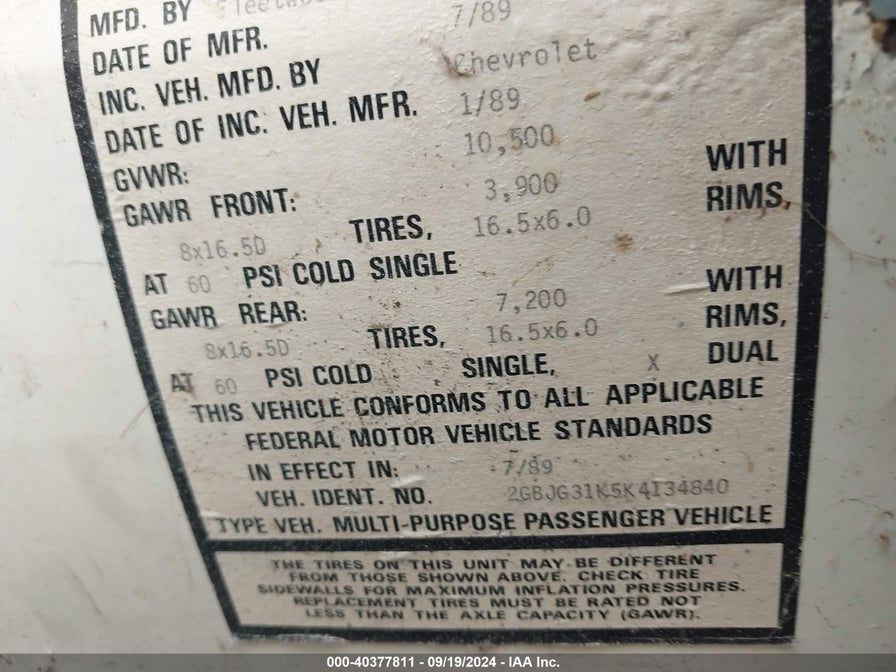 MFD. BY Fleetwo
DATE OF MFR. 7/89
INC. VEH. MFD. BY Chevrolet
DATE OF INC. VEH. MFR. 1/89
GVWR: 10,500
GAWR FRONT: 3,900 WITH
8x16.5D TIRES, 16.5x6.0 RIMS,
AT 60 PSI COLD SINGLE
GAWR REAR: 7,200 WITH
8x16.5D TIRES, 16.5x6.0 RIMS,
AT 60 PSI COLD SINGLE, X DUAL
THIS VEHICLE CONFORMS TO ALL APPLICABLE
FEDERAL MOTOR VEHICLE STANDARDS
IN EFFECT IN: 7/89
VEH. IDENT. NO. 2GBJG31K5K4134840
TYPE VEH. MULTI-PURPOSE PASSENGER VEHICLE
THE TIRES ON THIS UNIT MAY BE DIFFERENT
FROM THOSE SHOWN ABOVE. CHECK TIRE
SIDEWALLS FOR MAXIMUM INFLATION PRESSURES.
REPLACEMENT TIRES MUST BE RATED NOT
LESS THAN THE AXLE CAPACITY (GAWR).
000-40377811 - 09/19/2024 - IAA Inc.